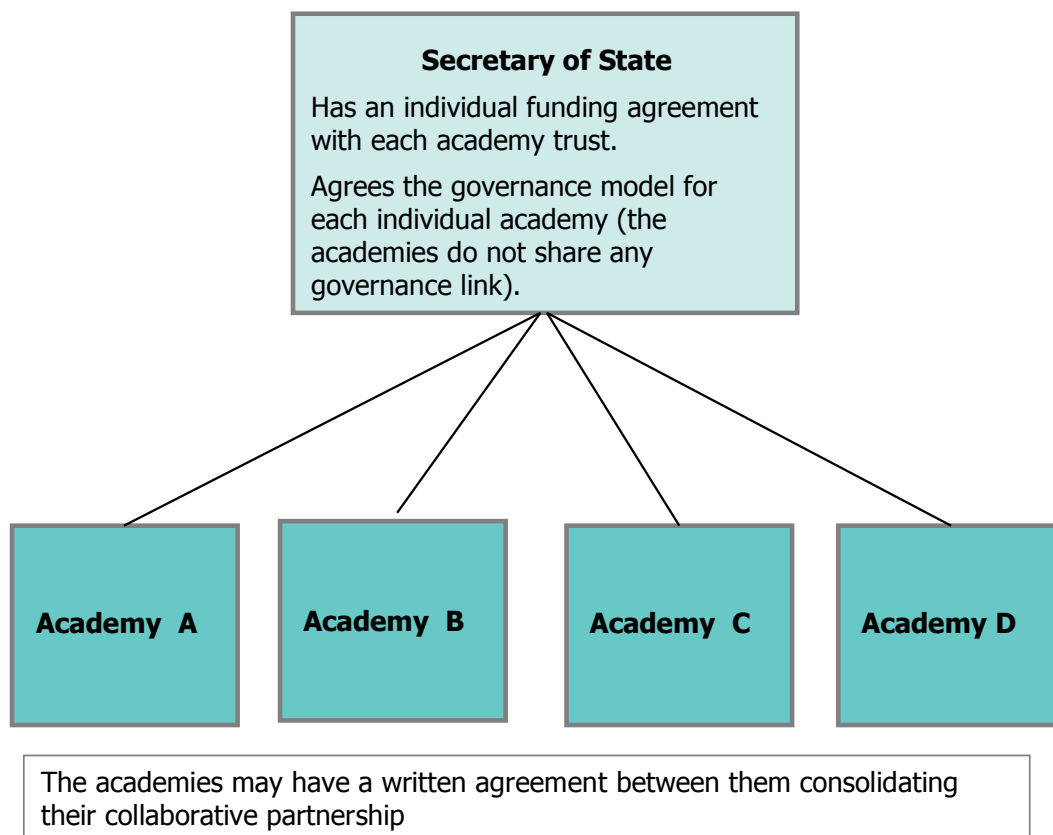 Secretary of State
Has an individual funding agreement
with each academy trust.
Agrees the governance model for
each individual academy (the
academies do not share any
governance link).
Academy  A
Academy  B
Academy  C
Academy D
The academies may have a written agreement between them consolidating
their collaborative partnership